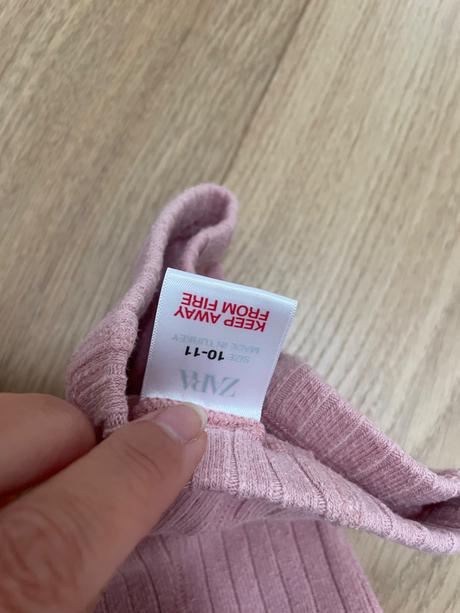 ZARA
SIZE 10-11
MADE IN TURKEY
KEEP AWAY
FROM FIRE